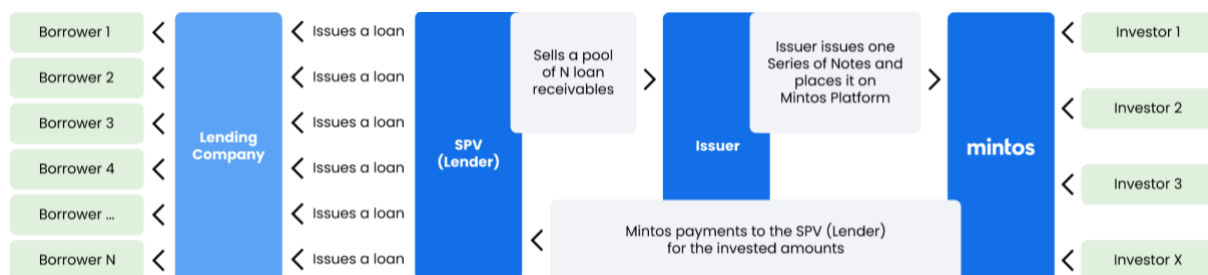 Borrower 1
Borrower 2
Borrower 3
Borrower 4
Borrower ...
Borrower N
Lending
Company
Issues a loan
Issues a loan
Issues a loan
Issues a loan
Issues a loan
Issues a loan
SPV
(Lender)
Sells a pool
of N loan
receivables
Issuer
Issuer issues one
Series of Notes and
places it on
Mintos Platform
Mintos payments to the SPV (Lender)
for the invested amounts
mintos
Investor 1
Investor 2
Investor 3
Investor X